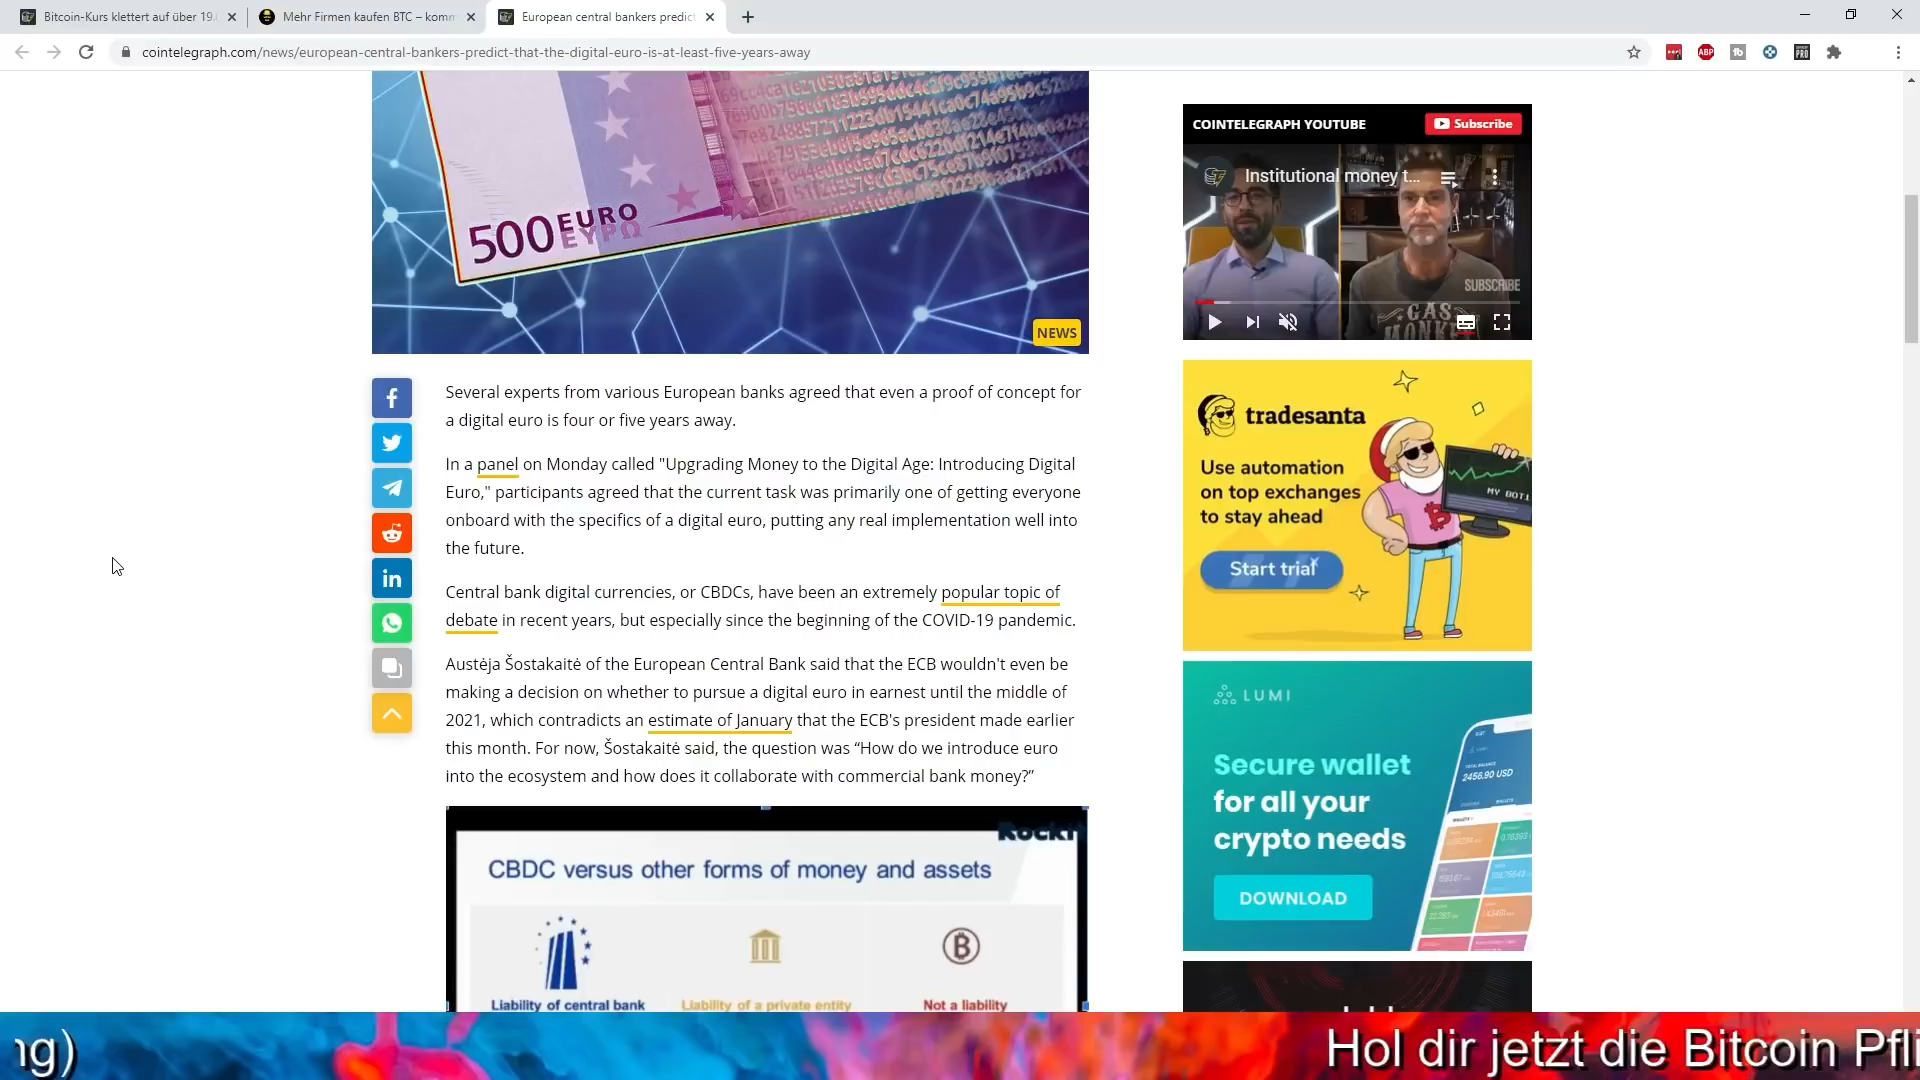 Bitcoin-Kurs klettert auf über 19.
Mehr Firmen kaufen BTC – komm
European central bankers predict
cointelegraph.com/news/european-central-bankers-predict-that-the-digital-euro-is-at-least-five-years-away
500 EURO
ΕΥΡΩ
NEWS
Several experts from various European banks agreed that even a proof of concept for
a digital euro is four or five years away.
In a panel on Monday called "Upgrading Money to the Digital Age: Introducing Digital
Euro," participants agreed that the current task was primarily one of getting everyone
onboard with the specifics of a digital euro, putting any real implementation well into
the future.
Central bank digital currencies, or CBDCs, have been an extremely popular topic of
debate in recent years, but especially since the beginning of the COVID-19 pandemic.
Austėja Šostakaitė of the European Central Bank said that the ECB wouldn't even be
making a decision on whether to pursue a digital euro in earnest until the middle of
2021, which contradicts an estimate of January that the ECB's president made earlier
this month. For now, Šostakaitė said, the question was “How do we introduce euro
into the ecosystem and how does it collaborate with commercial bank money?”
CBDC versus other forms of money and assets
Liability of central bank
Liability of a private entity
Not a liability
COINTELEGRAPH YOUTUBE
Subscribe
Institutional money t...
SUBSCRIBE
GAS
MONKEY
tradesanta
Use automation
on top exchanges
to stay ahead
Start trial
MY BOT1
LUMI
Secure wallet
for all your
crypto needs
DOWNLOAD
2456.90 USD
ng)
Hol dir jetzt die Bitcoin Pfli